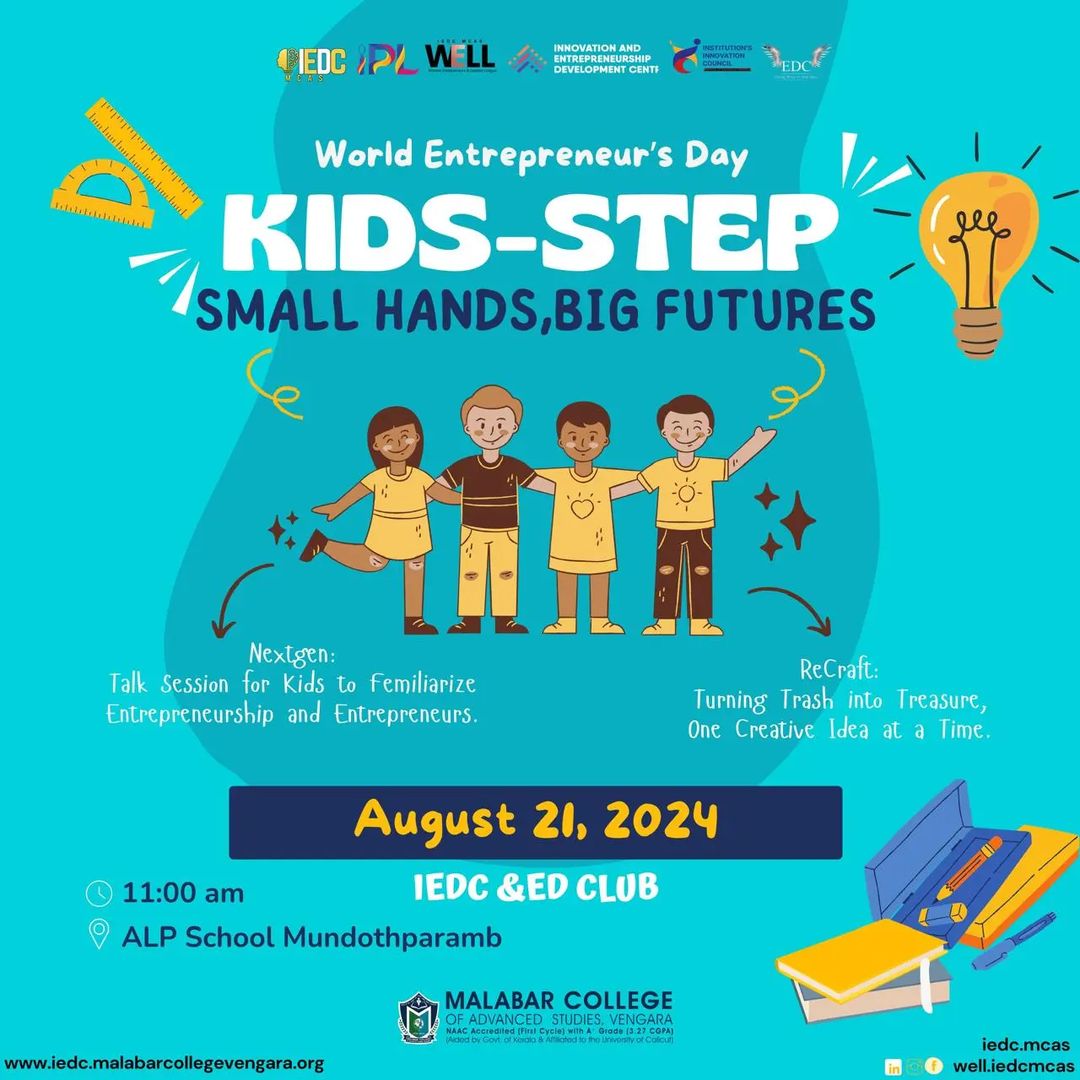 IEDC
MCAS
IPL
IEDC MCAS
WELL
INNOVATION AND
ENTREPRENEURSHIP
DEVELOPMENT CENTE
INSTITUTION'S
INNOVATION
COUNCIL
EDC
World Entrepreneur's Day
KIDS-STEP
SMALL HANDS,BIG FUTURES
Nextgen:
Talk Session for Kids to Femiliarize
Entrepreneurship and Entrepreneurs.
ReCraft:
Turning Trash into Treasure,
One Creative Idea at a Time.
August 21, 2024
IEDC &ED CLUB
11:00 am
ALP School Mundothparamb
MALABAR COLLEGE
OF ADVANCED STUDIES, VENGARA
NAAC Accredited (First Cycle) with A+ Grade (3.27 CGPA)
(Aided by Govt. of Kerala & Affiliated to the University of Calicut)
www.iedc.malabarcollegevengara.org
iedc.mcas
well.iedcmcas